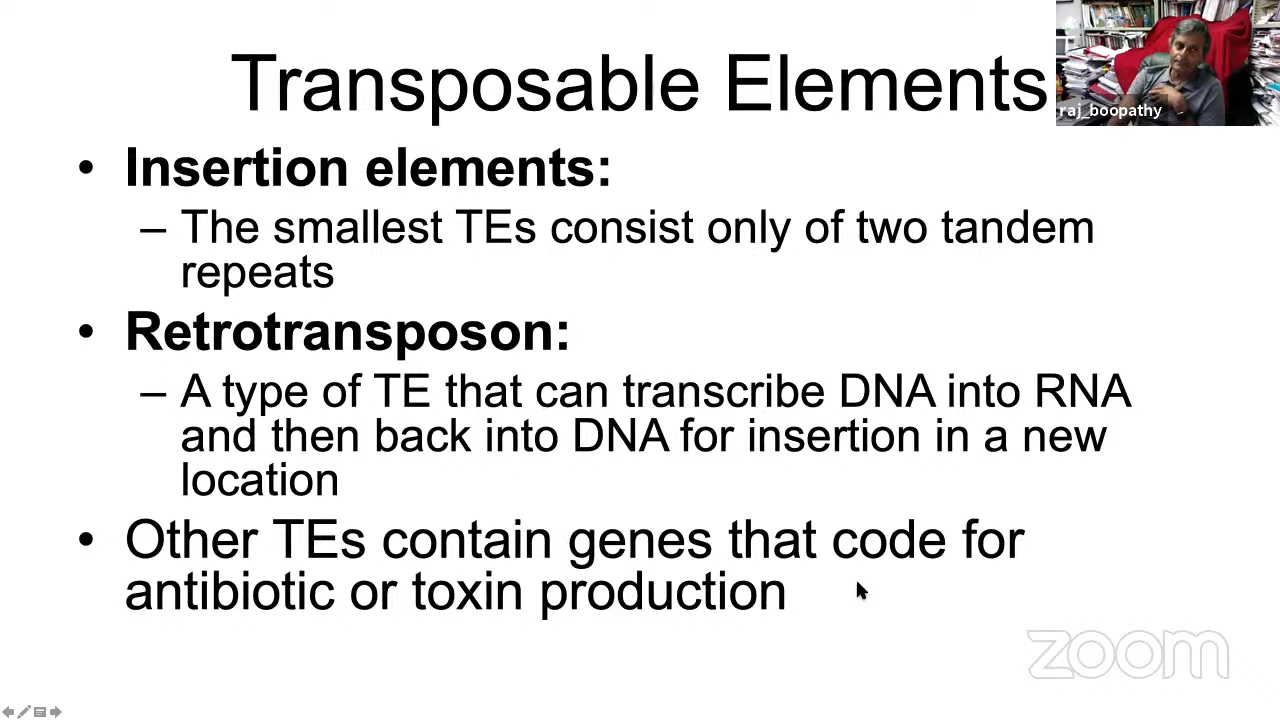 Transposable Elements
raj_boopathy
• Insertion elements:
– The smallest TEs consist only of two tandem
repeats
• Retrotransposon:
– A type of TE that can transcribe DNA into RNA
and then back into DNA for insertion in a new
location
• Other TEs contain genes that code for
antibiotic or toxin production
zoom